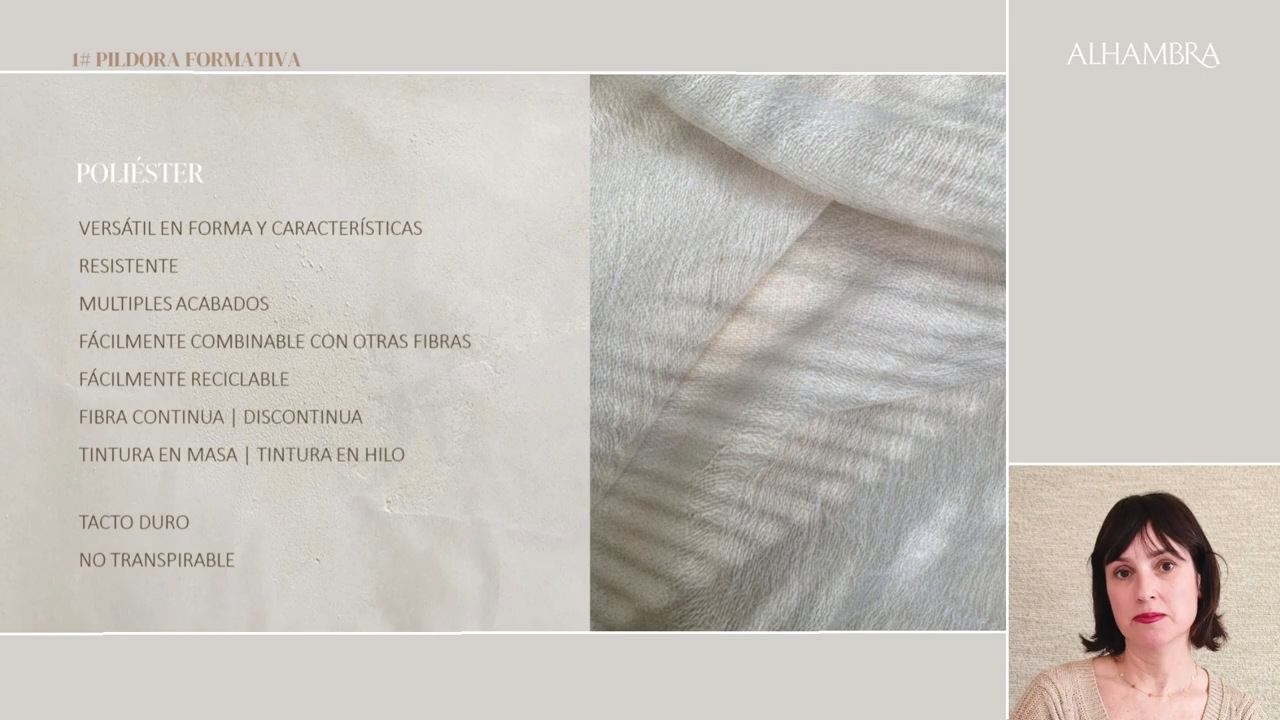 1# PILDORA FORMATIVA
ALHAMBRA
POLIÉSTER
VERSÁTIL EN FORMA Y CARACTERÍSTICAS
RESISTENTE
MULTIPLES ACABADOS
FÁCILMENTE COMBINABLE CON OTRAS FIBRAS
FÁCILMENTE RECICLABLE
FIBRA CONTINUA | DISCONTINUA
TINTURA EN MASA | TINTURA EN HILO
TACTO DURO
NO TRANSPIRABLE